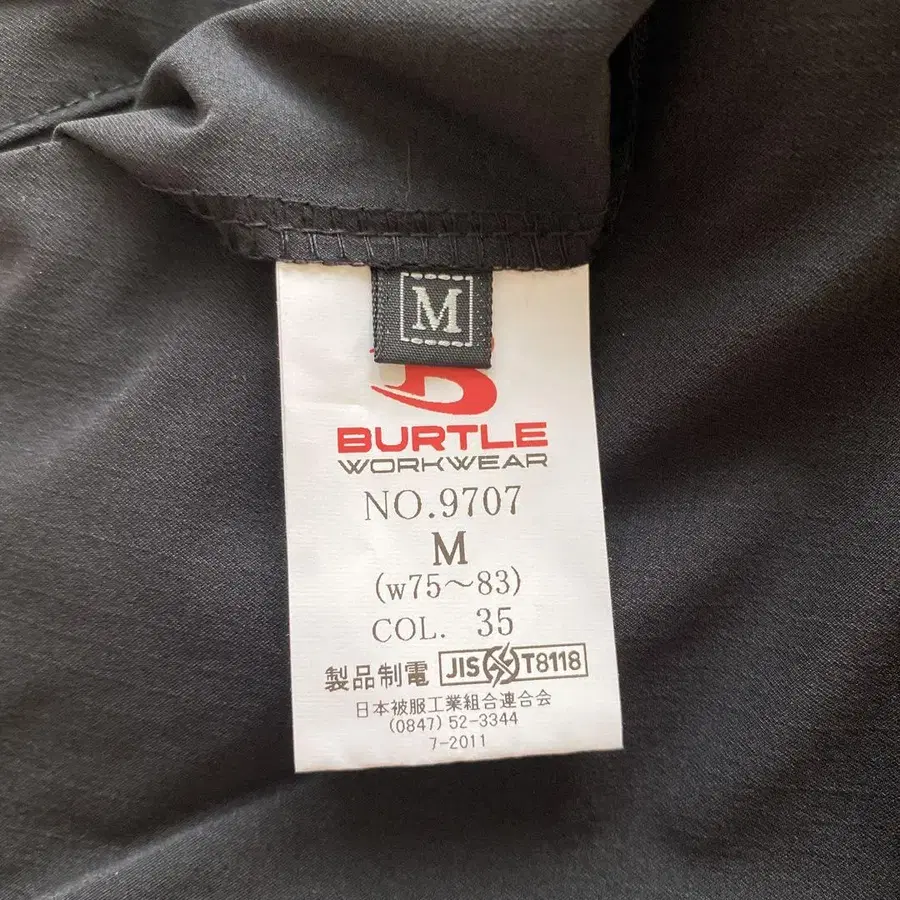 M
BURTLE
WORKWEAR
NO.9707
M
(w75～83)
COL. 35
製品制電 JIS T8118
日本被服工業組合連合会
(0847) 52-3344
7-2011